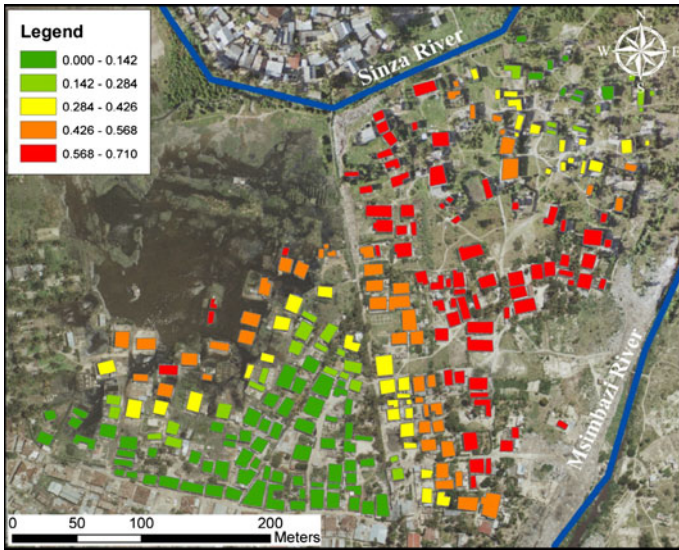 Legend
0.000 - 0.142
0.142 - 0.284
0.284 - 0.426
0.426 - 0.568
0.568 - 0.710
Sinza River
N
W
E
S
Msimbazi River
0 50 100 200
Meters